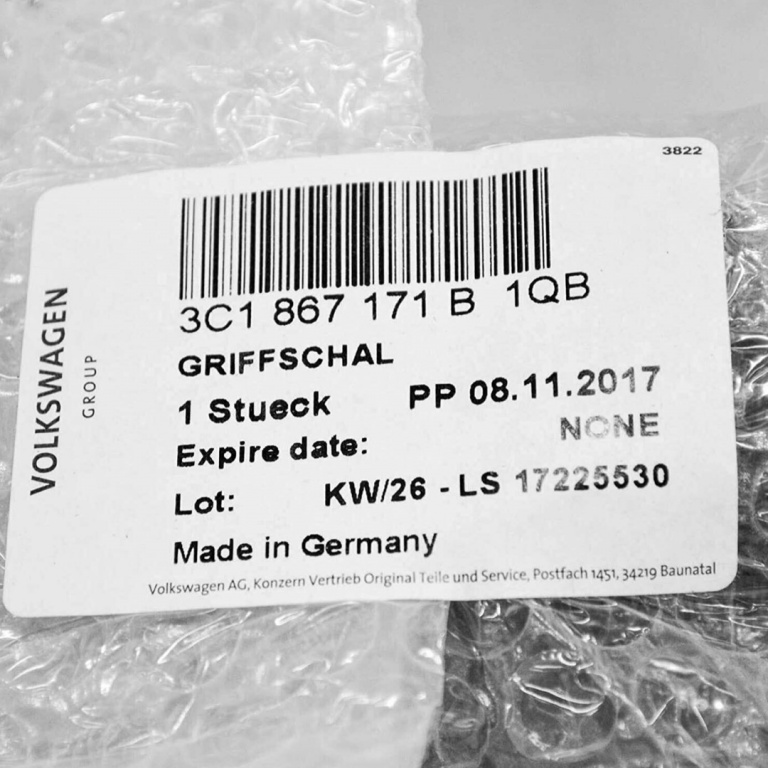 3822
3C1 867 171 B 1QB
GRIFFSCHAL
1 Stueck PP 08.11.2017
Expire date: NONE
Lot: KW/26 - LS 17225530
Made in Germany
Volkswagen AG, Konzern Vertrieb Original Teile und Service, Postfach 1451, 34219 Baunatal
VOLKSWAGEN
GROUP